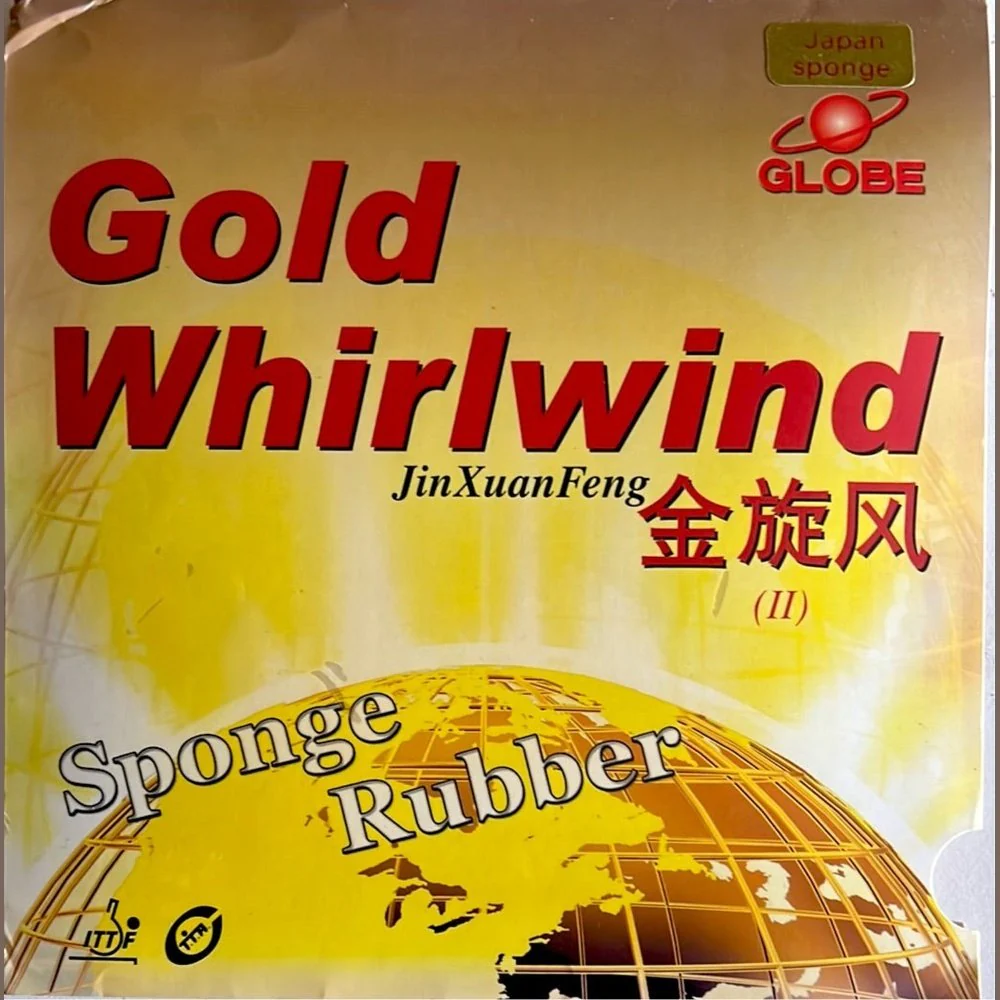 Japan
sponge
GLOBE
Gold
Whirlwind
JinXuanFeng
金旋风
(II)
Sponge
Rubber
ITTF